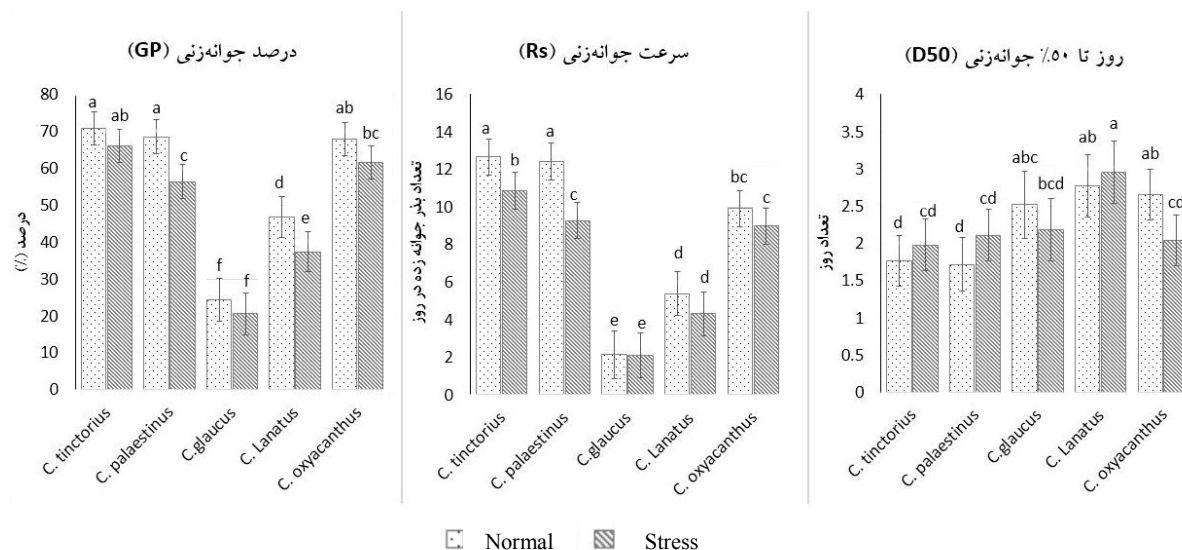 درصد جوانه‌زنی (GP)
درصد (٪)
80
70
60
50
40
30
20
10
0
a
ab
a
c
f
f
d
e
ab
bc
C. tinctorius
C. palaestinus
C.glaucus
C. Lanatus
C. oxyacanthus
سرعت جوانه‌زنی (Rs)
تعداد بذر جوانه زده در روز
16
14
12
10
8
6
4
2
0
a
b
a
c
e
e
d
d
bc
c
C. tinctorius
C. palaestinus
C.glaucus
C. Lanatus
C. oxyacanthus
روز تا ۵۰٪ جوانه‌زنی (D50)
تعداد روز
4
3.5
3
2.5
2
1.5
1
0.5
0
d
cd
d
cd
abc
bcd
ab
a
ab
cd
C. tinctorius
C. palaestinus
C.glaucus
C. Lanatus
C. oxyacanthus
Normal
Stress